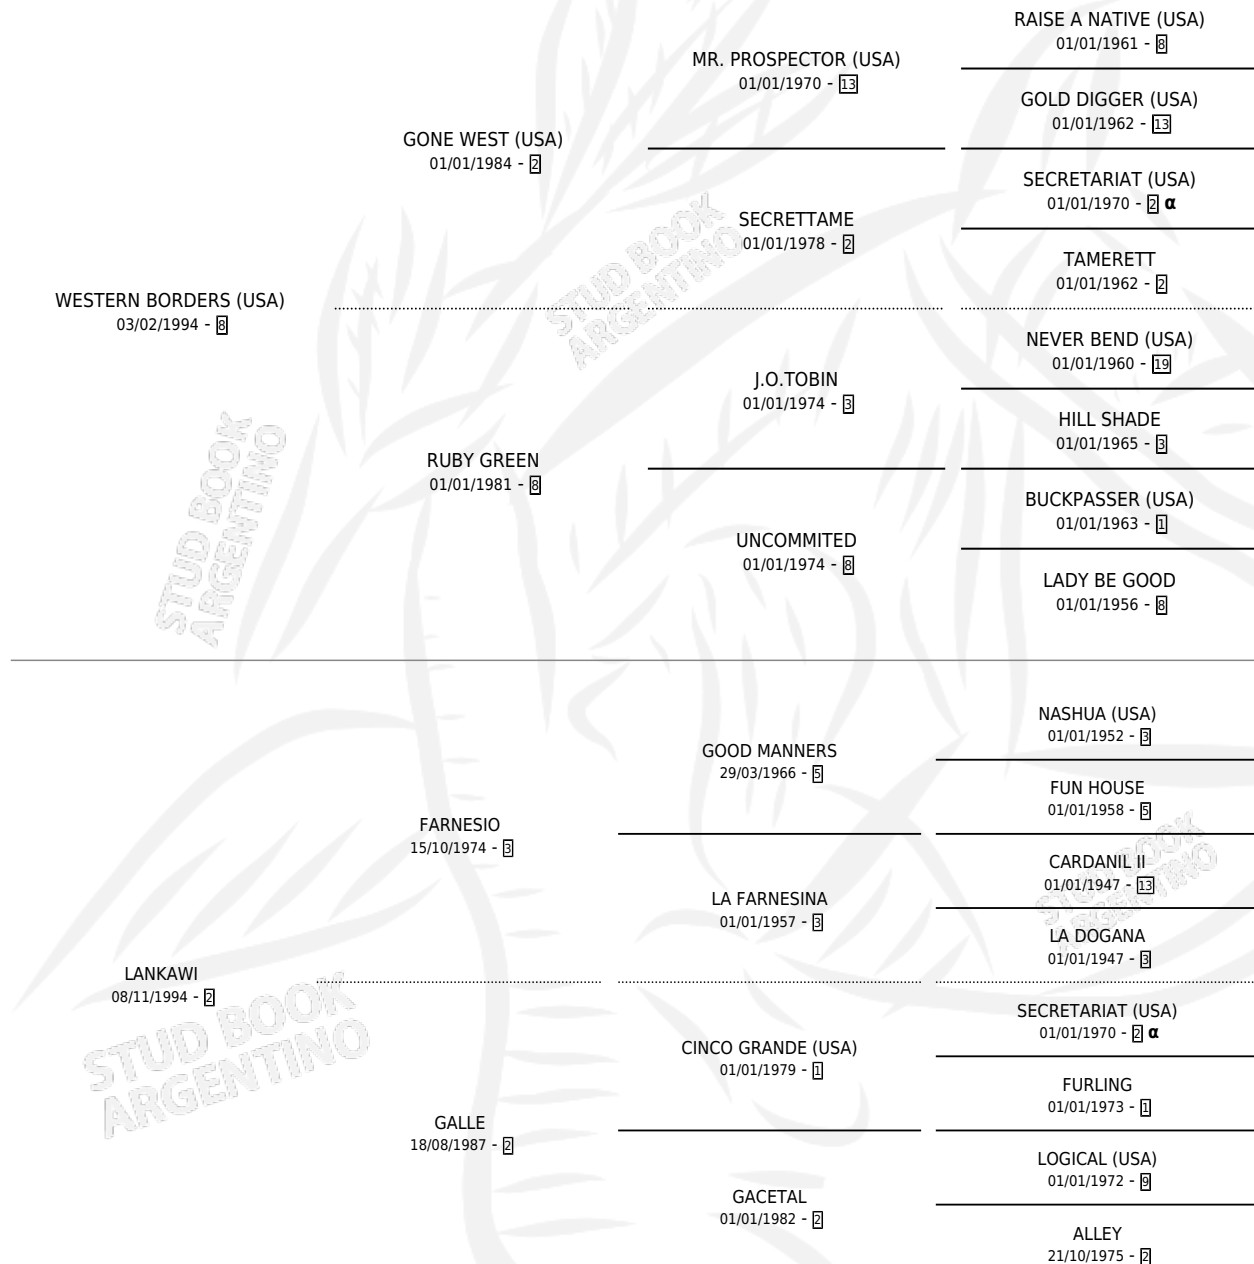 RAISE A NATIVE (USA)
01/01/1961 - 8
MR. PROSPECTOR (USA)
01/01/1970 - 13
GOLD DIGGER (USA)
01/01/1962 - 13
GONE WEST (USA)
01/01/1984 - 2
SECRETARIAT (USA)
01/01/1970 - 2 α
SECRETTAME
01/01/1978 - 2
TAMERETT
01/01/1962 - 2
WESTERN BORDERS (USA)
03/02/1994 - 8
NEVER BEND (USA)
01/01/1960 - 19
J.O.TOBIN
01/01/1974 - 3
HILL SHADE
01/01/1965 - 3
RUBY GREEN
01/01/1981 - 8
BUCKPASSER (USA)
01/01/1963 - 1
UNCOMMITED
01/01/1974 - 8
LADY BE GOOD
01/01/1956 - 8
NASHUA (USA)
01/01/1952 - 3
GOOD MANNERS
29/03/1966 - 5
FUN HOUSE
01/01/1958 - 5
FARNESIO
15/10/1974 - 3
CARDANIL II
01/01/1947 - 13
LA FARNESINA
01/01/1957 - 3
LA DOGANA
01/01/1947 - 3
LANKAWI
08/11/1994 - 2
SECRETARIAT (USA)
01/01/1970 - 2 α
CINCO GRANDE (USA)
01/01/1979 - 1
FURLING
01/01/1973 - 1
GALLE
18/08/1987 - 2
LOGICAL (USA)
01/01/1972 - 9
GACETAL
01/01/1982 - 2
ALLEY
21/10/1975 - 2
STUD BOOK
ARGENTINO
STUD BOOK
ARGENTINO
STUD BOOK
ARGENTINO
STUD BOOK
ARGENTINO